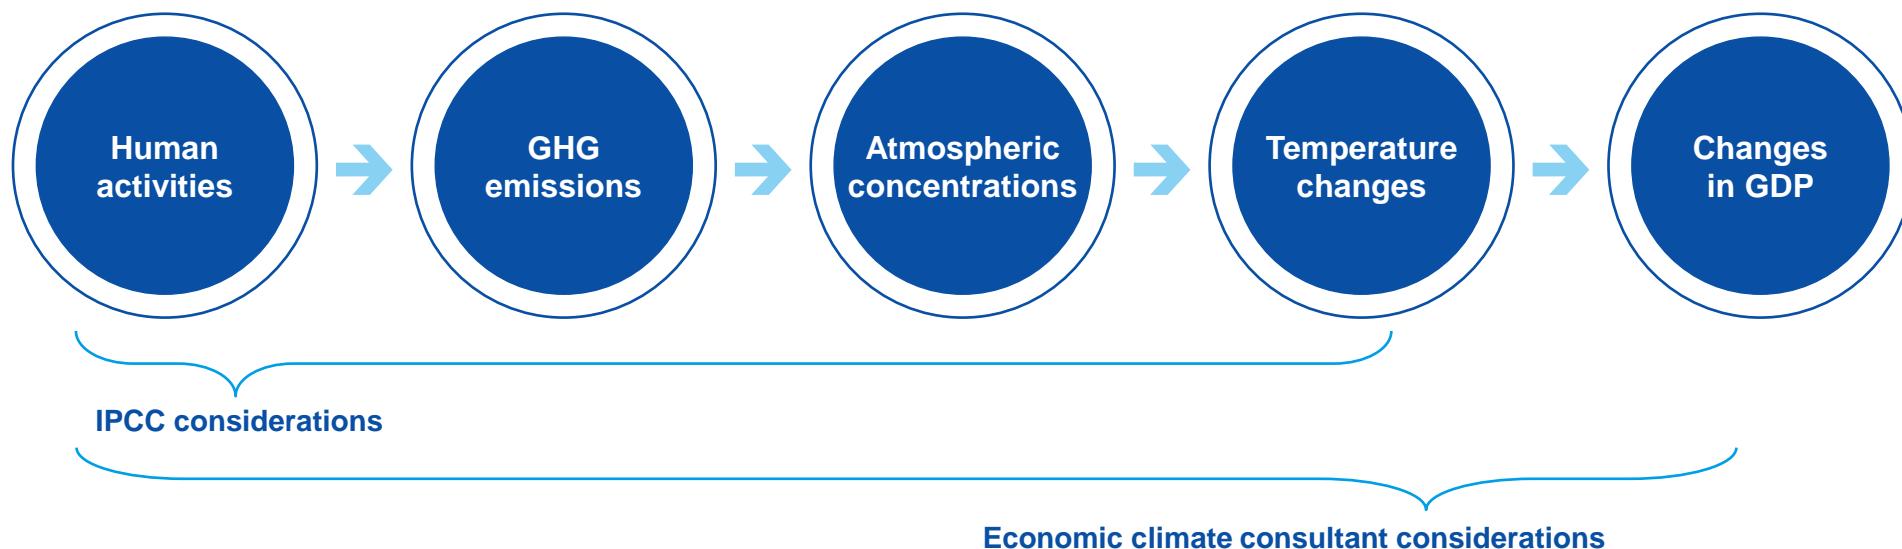 Human
activities
GHG
emissions
Atmospheric
concentrations
Temperature
changes
Changes
in GDP
IPCC considerations
Economic climate consultant considerations